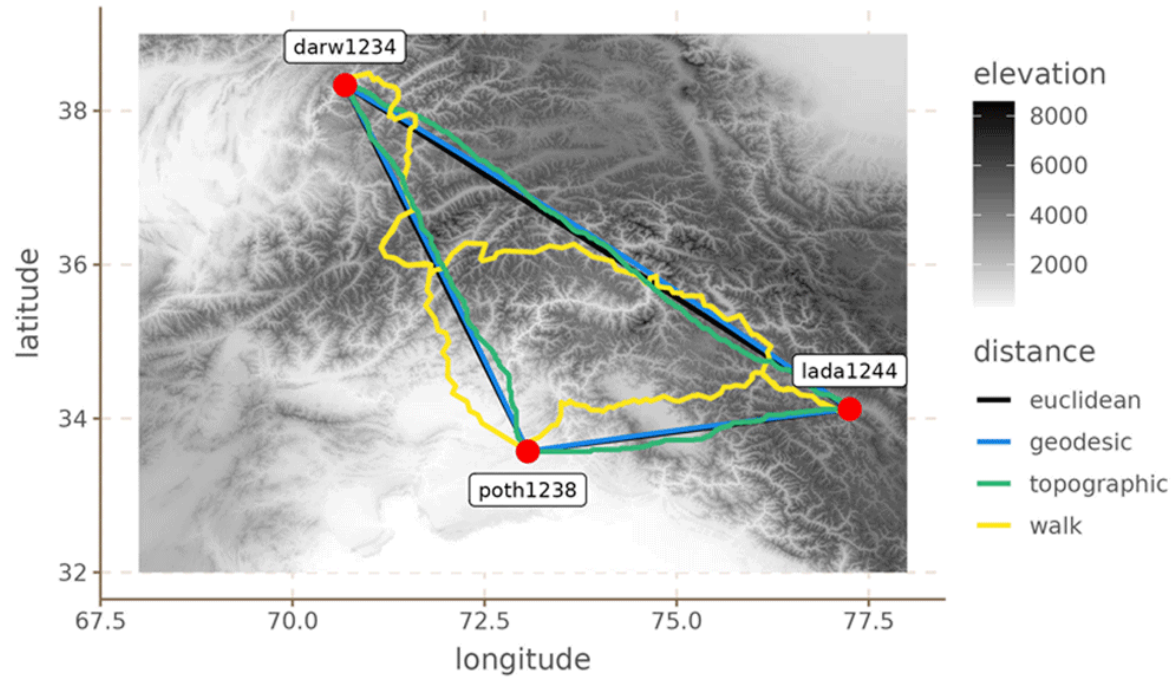 darw1234
lada1244
poth1238
38
36
34
32
67.5
70.0
72.5
75.0
77.5
latitude
longitude
elevation
8000
6000
4000
2000
distance
euclidean
geodesic
topographic
walk